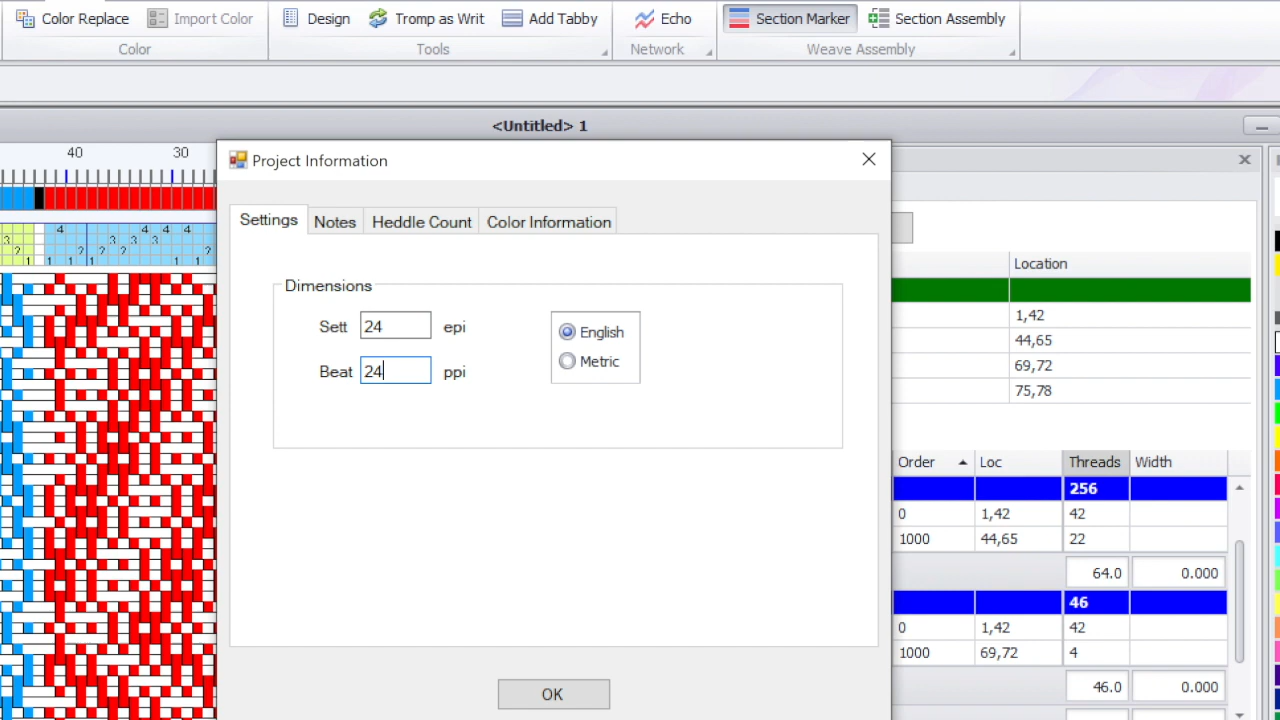 Color Replace Import Color Design Tromp as Writ Add Tabby Echo Section Marker Section Assembly
Color Tools Network Weave Assembly
<Untitled> 1
40 30
Project Information
Settings Notes Heddle Count Color Information
Dimensions
Sett 24 epi
Beat 24 ppi
English
Metric
OK
Location
1,42
44,65
69,72
75,78
Order Loc Threads Width
256
0 1,42 42
1000 44,65 22
64.0 0.000
46
0 1,42 42
1000 69,72 4
46.0 0.000